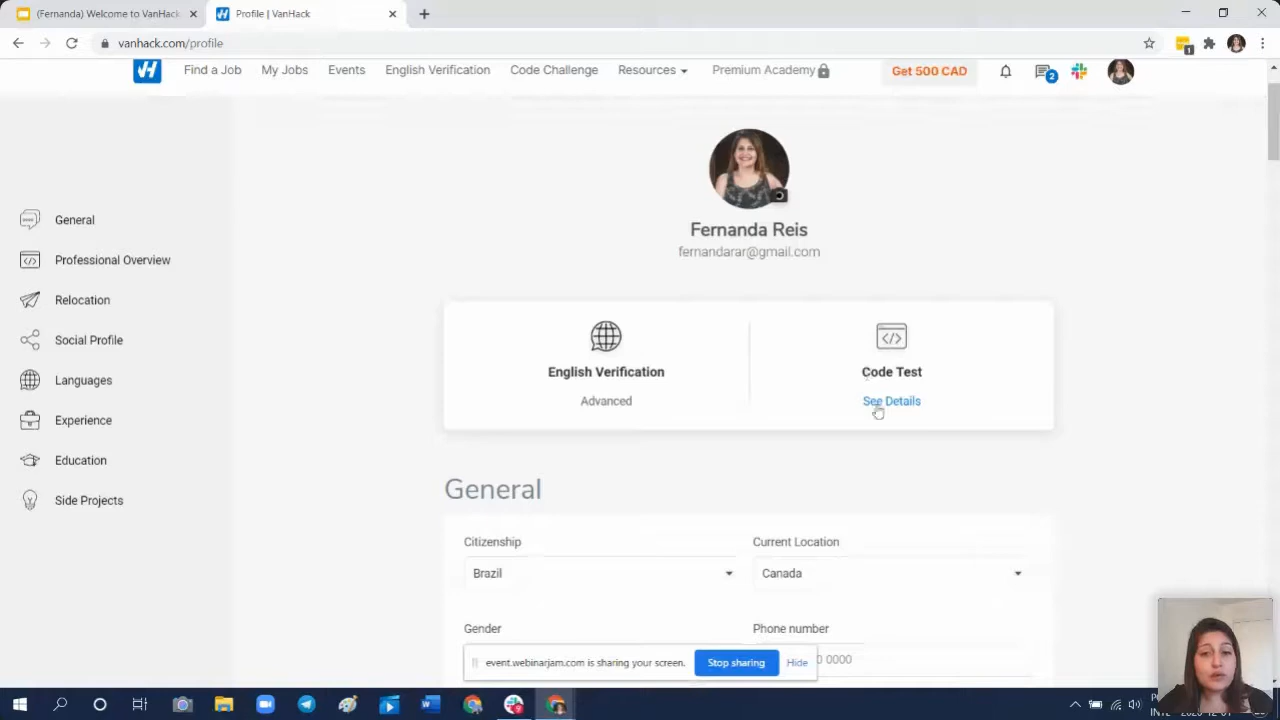 (Fernanda) Welcome to VanHack
Profile | VanHack
vanhack.com/profile
1
Find a Job
My Jobs
Events
English Verification
Code Challenge
Resources
Premium Academy
Get 500 CAD
2
Fernanda Reis
fernandarar@gmail.com
General
Professional Overview
Relocation
Social Profile
Languages
Experience
Education
Side Projects
English Verification
Advanced
Code Test
See Details
General
Citizenship
Current Location
Brazil
Canada
Gender
Phone number
0 0000
event.webinarjam.com is sharing your screen.
Stop sharing
Hide